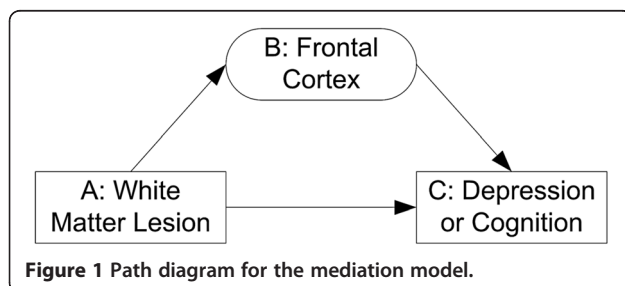 B: Frontal
Cortex
A: White
Matter Lesion
C: Depression
or Cognition
Figure 1 Path diagram for the mediation model.